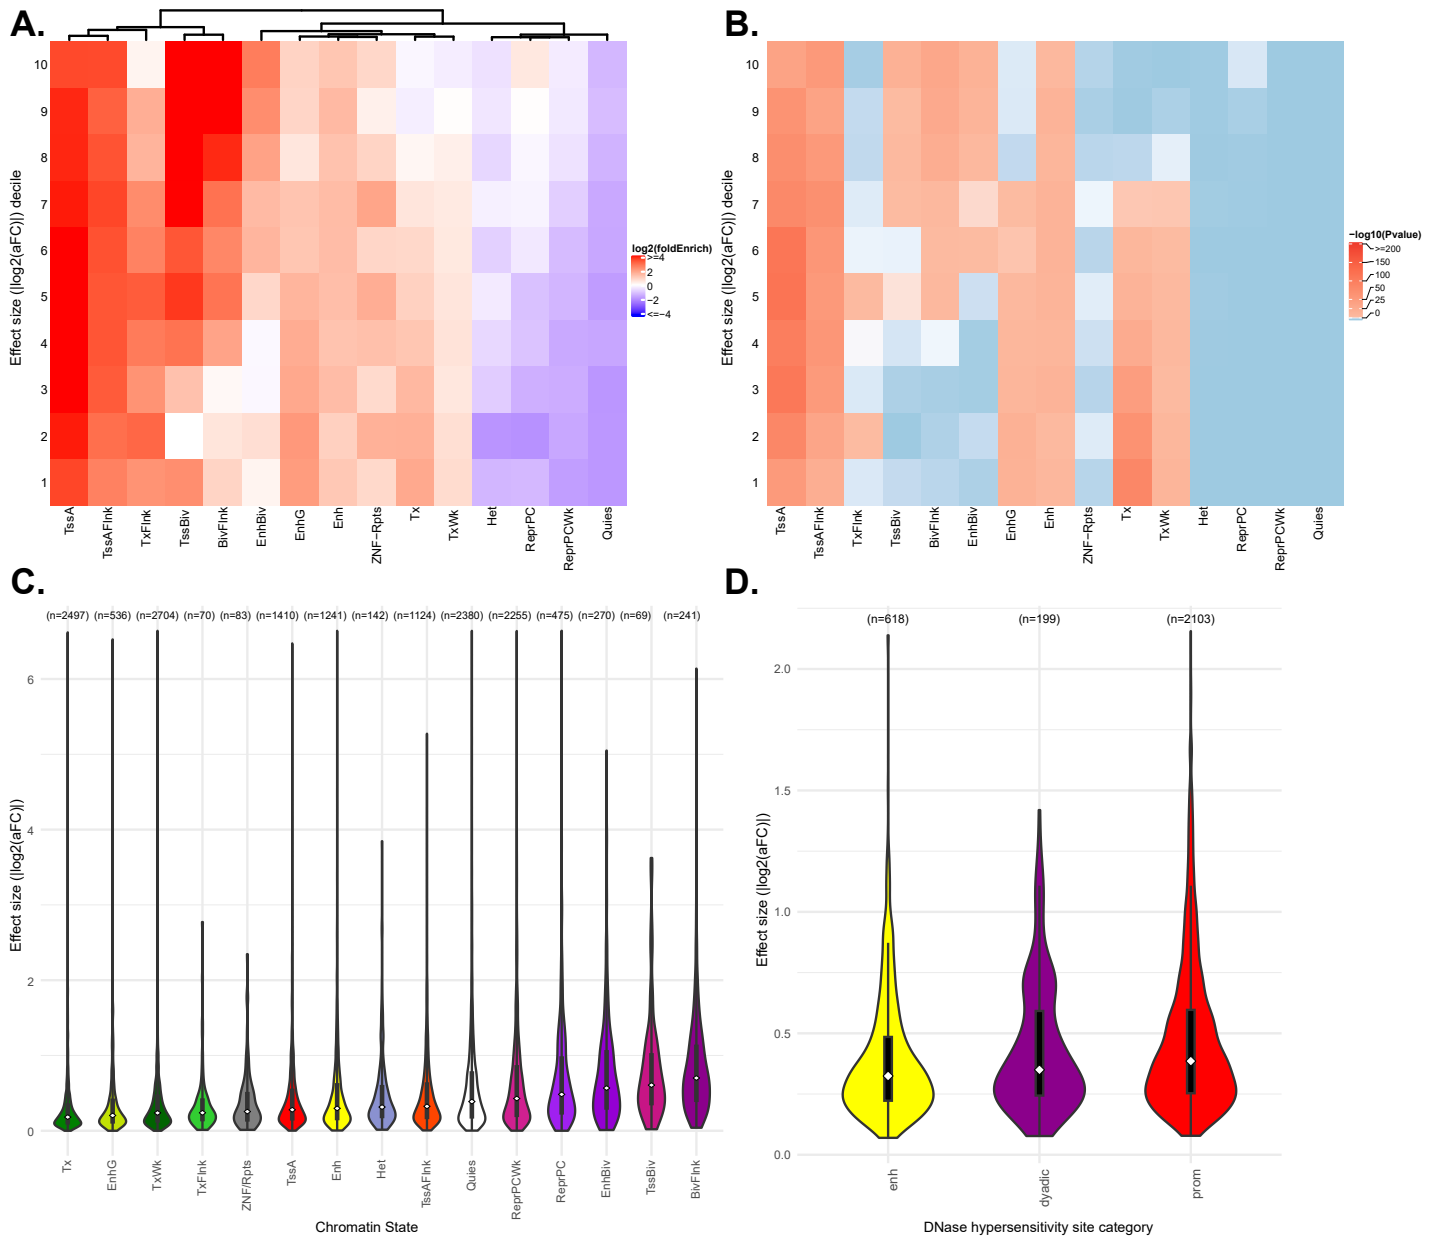 A.
Effect size (|log2(aFC)|) decile
10
9
8
7
6
5
4
3
2
1
TssA
TssAFlnk
TxFlnk
TssBiv
BivFlnk
EnhBiv
EnhG
Enh
ZNF−Rpts
Tx
TxWk
Het
ReprPC
ReprPCWk
Quies
log2(foldEnrich)
>=4
2
0
−2
<=−4
B.
Effect size (|log2(aFC)|) decile
10
9
8
7
6
5
4
3
2
1
TssA
TssAFlnk
TxFlnk
TssBiv
BivFlnk
EnhBiv
EnhG
Enh
ZNF−Rpts
Tx
TxWk
Het
ReprPC
ReprPCWk
Quies
−log10(Pvalue)
>=200
150
100
50
25
0
C.
(n=2497) (n=536) (n=2704) (n=70) (n=83) (n=1410) (n=1241) (n=142) (n=1124) (n=2380) (n=2255) (n=475) (n=270) (n=69) (n=241)
Effect size (|log2(aFC)|)
6
4
2
0
Tx
EnhG
TxWk
TxFlnk
ZNF/Rpts
TssA
Enh
Het
TssAFlnk
Quies
ReprPCWk
ReprPC
EnhBiv
TssBiv
BivFlnk
Chromatin State
D.
(n=618) (n=199) (n=2103)
Effect size (|log2(aFC)|)
2.0
1.5
1.0
0.5
0.0
enh
dyadic
prom
DNase hypersensitivity site category